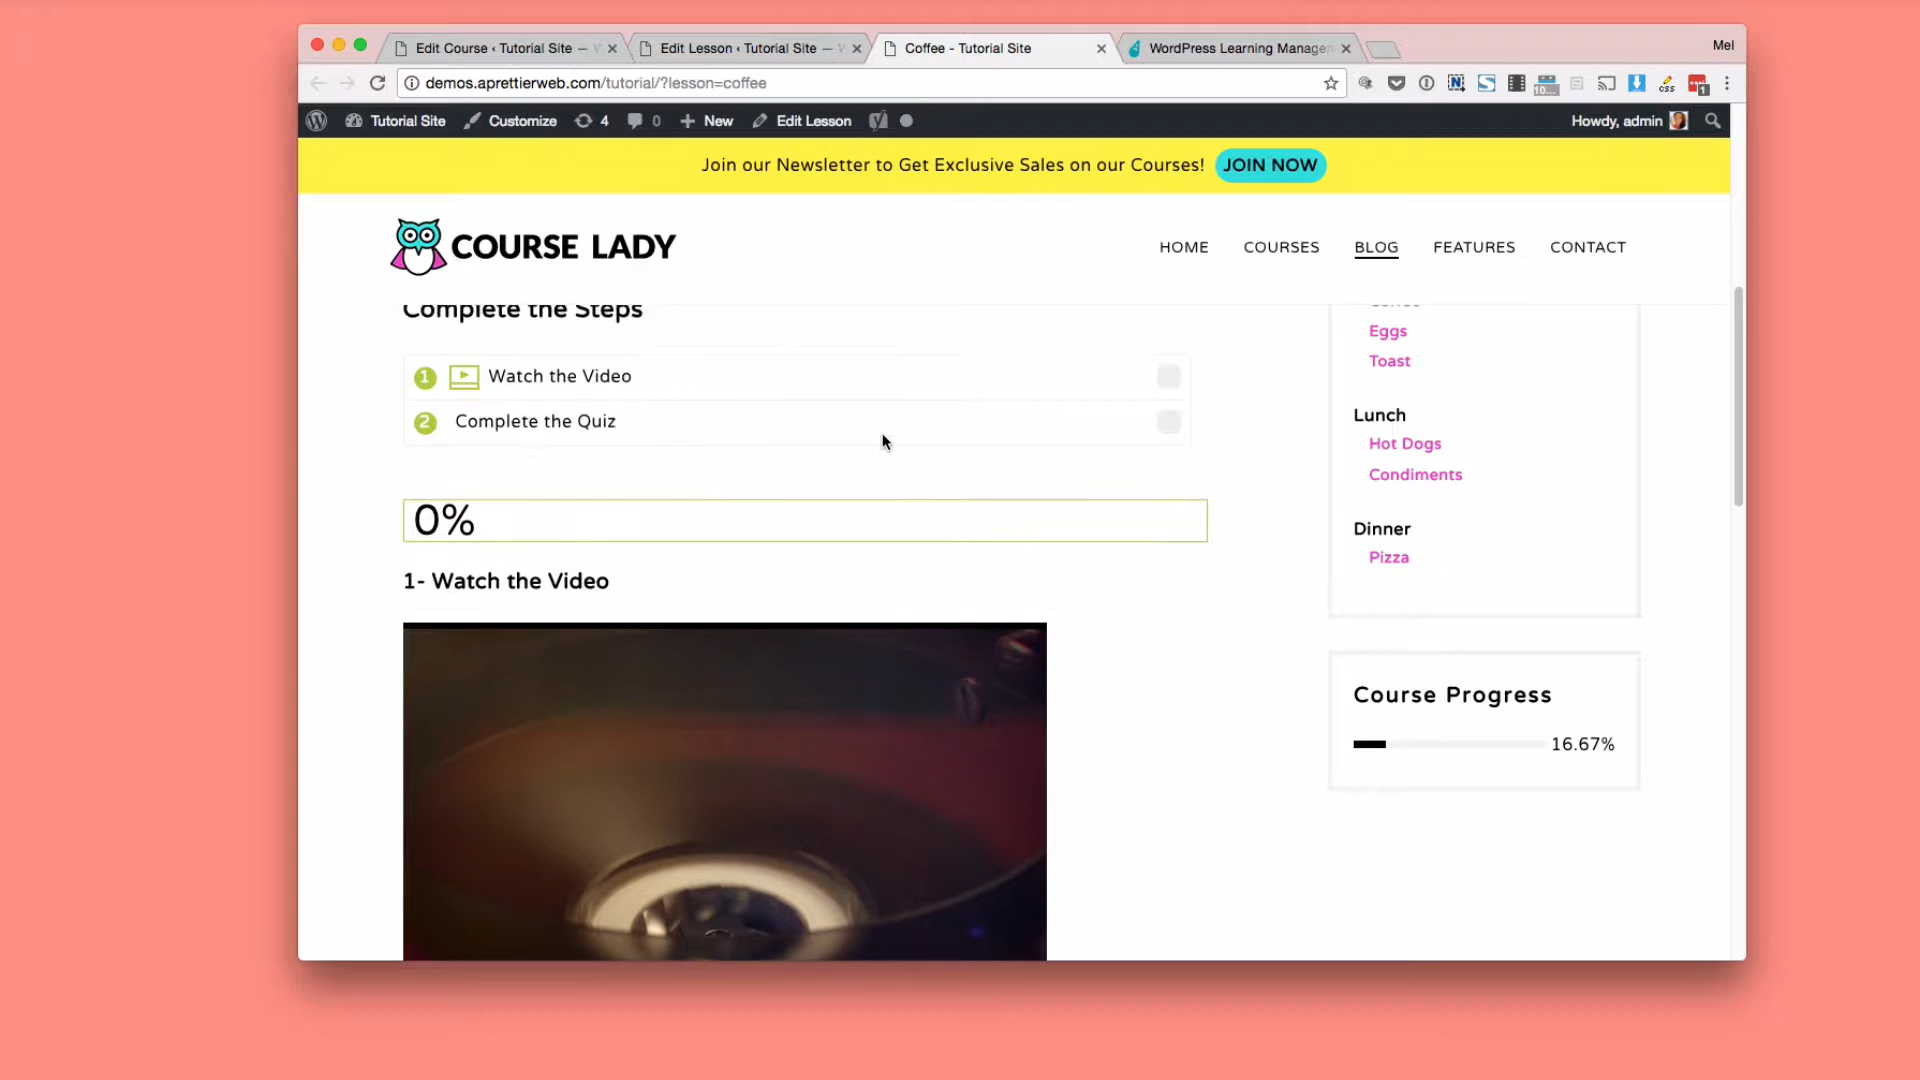 Edit Course ‹ Tutorial Site —
Edit Lesson ‹ Tutorial Site —
Coffee - Tutorial Site
WordPress Learning Manage
Mel
demos.aprettierweb.com/tutorial/?lesson=coffee
N
S
10...
css
1
Tutorial Site
Customize
4
0
New
Edit Lesson
Howdy, admin
Join our Newsletter to Get Exclusive Sales on our Courses!
JOIN NOW
COURSE LADY
HOME
COURSES
BLOG
FEATURES
CONTACT
Complete the Steps
1
Watch the Video
2
Complete the Quiz
0%
1- Watch the Video
Eggs
Toast
Lunch
Hot Dogs
Condiments
Dinner
Pizza
Course Progress
16.67%